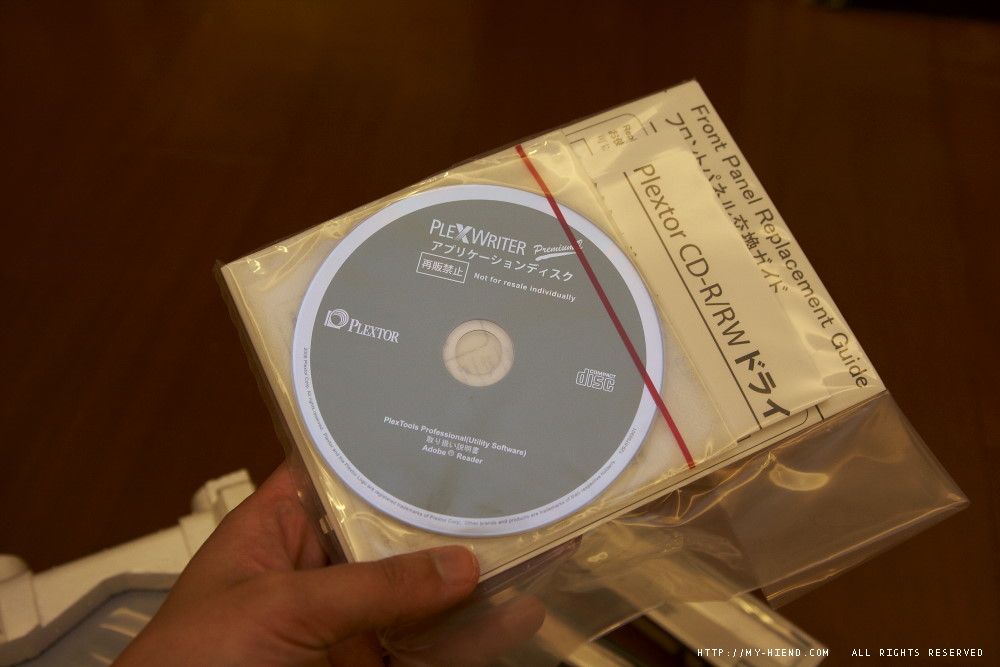 PLEXWRITER Premium2
アプリケーションディスク
再販禁止 Not for resale individually
PLEXTOR
COMPACT
disc
PlexTools Professional(Utility Software)
取り扱い説明書
Adobe ® Reader
Front Panel Replacement Guide
フロントパネル交換ガイド
Plextor CD-R/RW ドライ
HTTP://MY-HIEND.COM ALL RIGHTS RESERVED